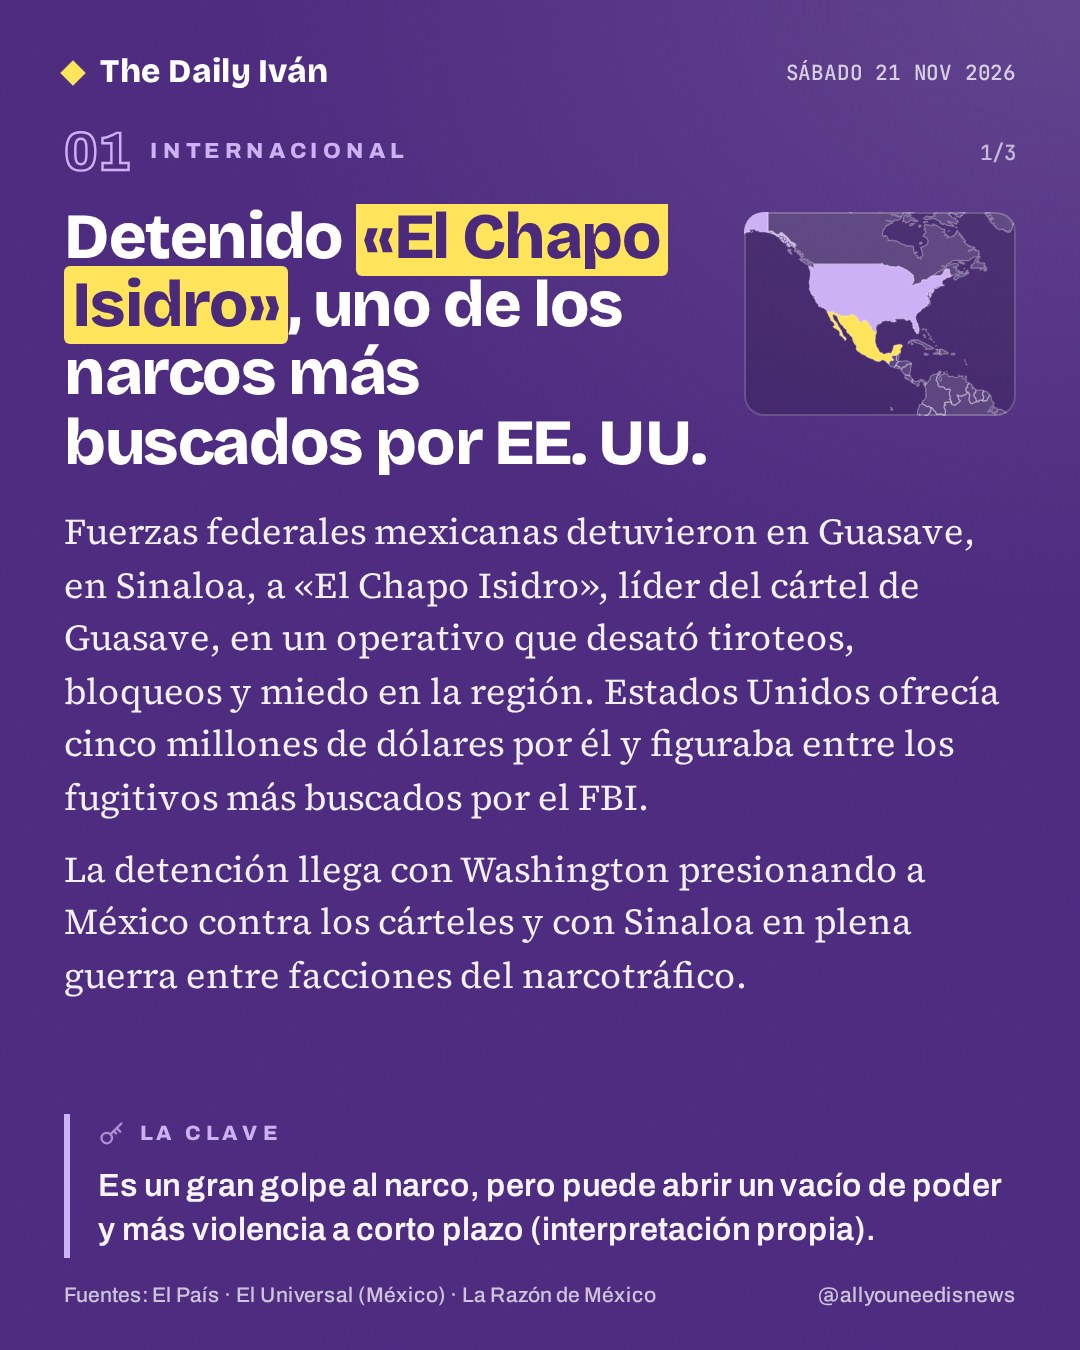 The Daily Iván
SÁBADO 21 NOV 2026
01 INTERNACIONAL
1/3
Detenido «El Chapo
Isidro», uno de los
narcos más
buscados por EE. UU.
Fuerzas federales mexicanas detuvieron en Guasave,
en Sinaloa, a «El Chapo Isidro», líder del cártel de
Guasave, en un operativo que desató tiroteos,
bloqueos y miedo en la región. Estados Unidos ofrecía
cinco millones de dólares por él y figuraba entre los
fugitivos más buscados por el FBI.
La detención llega con Washington presionando a
México contra los cárteles y con Sinaloa en plena
guerra entre facciones del narcotráfico.
LA CLAVE
Es un gran golpe al narco, pero puede abrir un vacío de poder
y más violencia a corto plazo (interpretación propia).
Fuentes: El País · El Universal (México) · La Razón de México
@allyouneedisnews